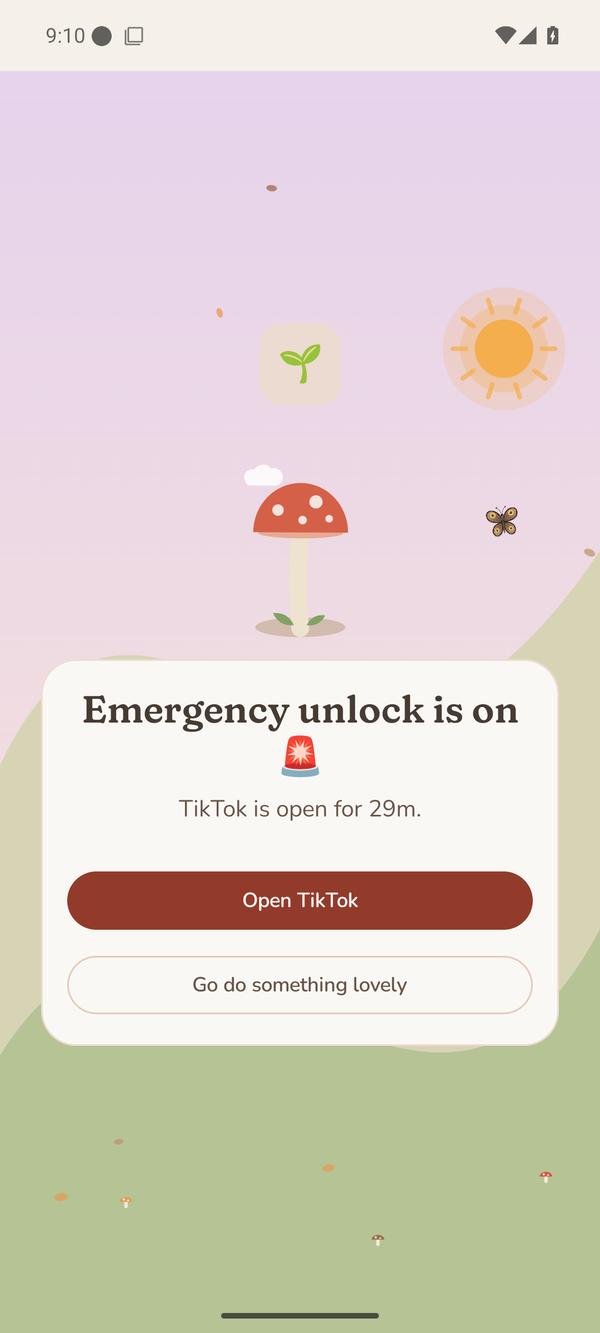 9:10
Emergency unlock is on
🚨
TikTok is open for 29m.
Open TikTok
Go do something lovely